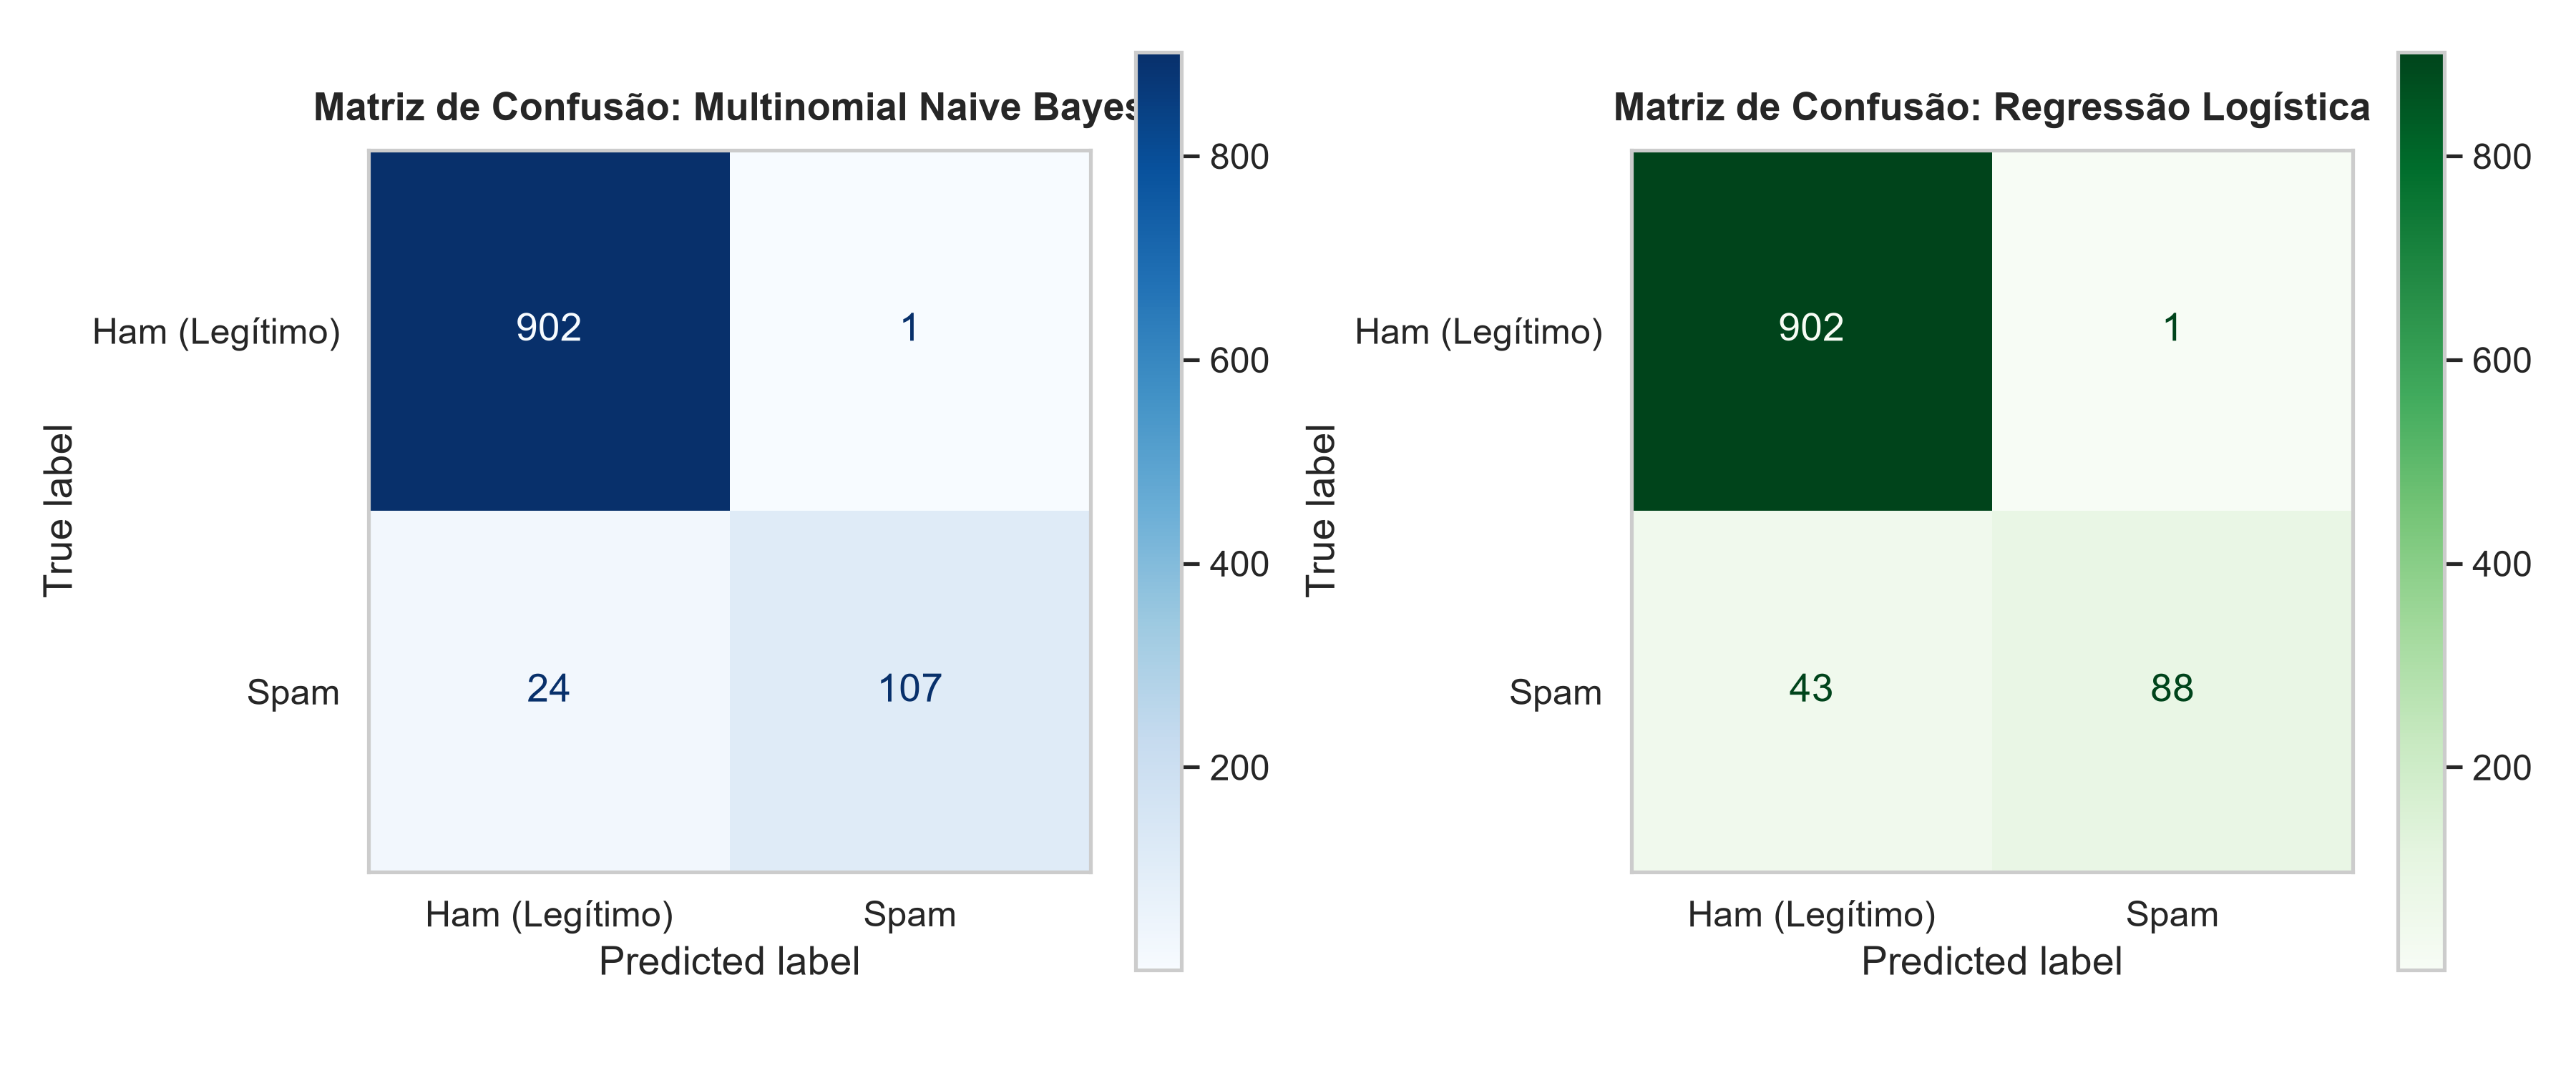 Matriz de Confusão: Multinomial Naive Bayes
800
600
400
200
True label
Ham (Legítimo)
902
1
Spam
24
107
Ham (Legítimo)
Spam
Predicted label
Matriz de Confusão: Regressão Logística
800
600
400
200
True label
Ham (Legítimo)
902
1
Spam
43
88
Ham (Legítimo)
Spam
Predicted label